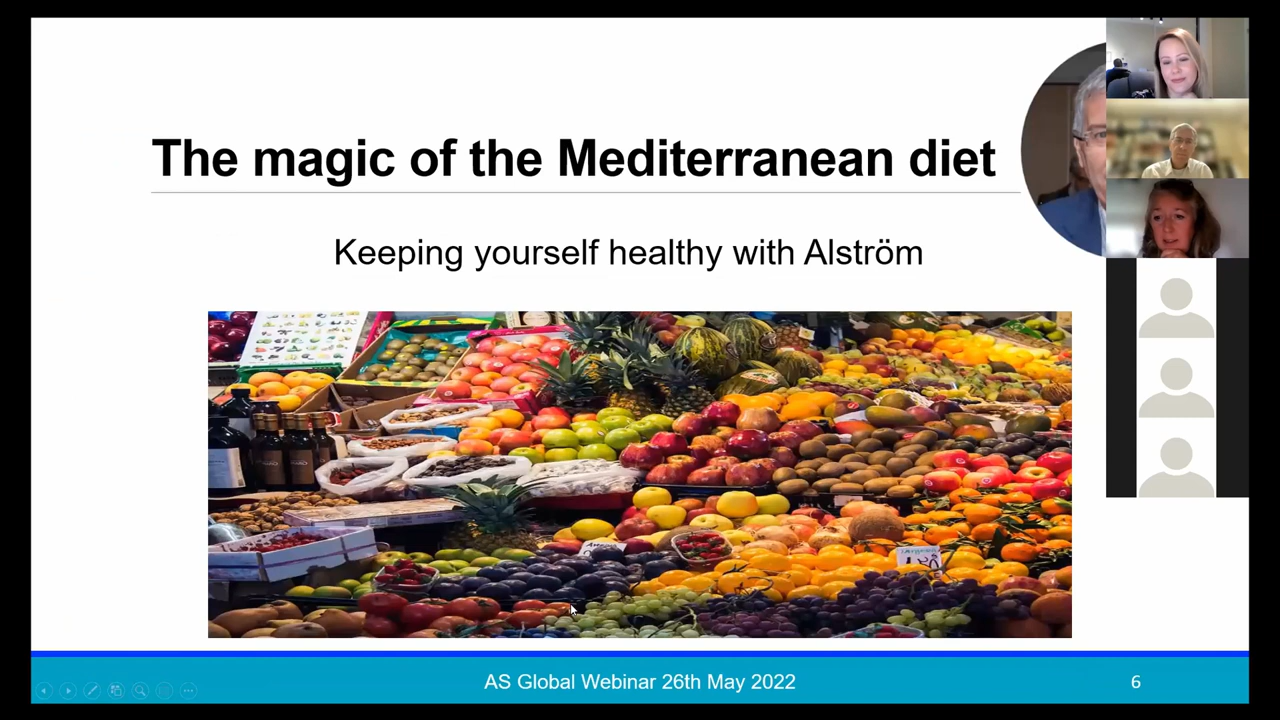 The magic of the Mediterranean diet
Keeping yourself healthy with Alström
AS Global Webinar 26th May 2022
6